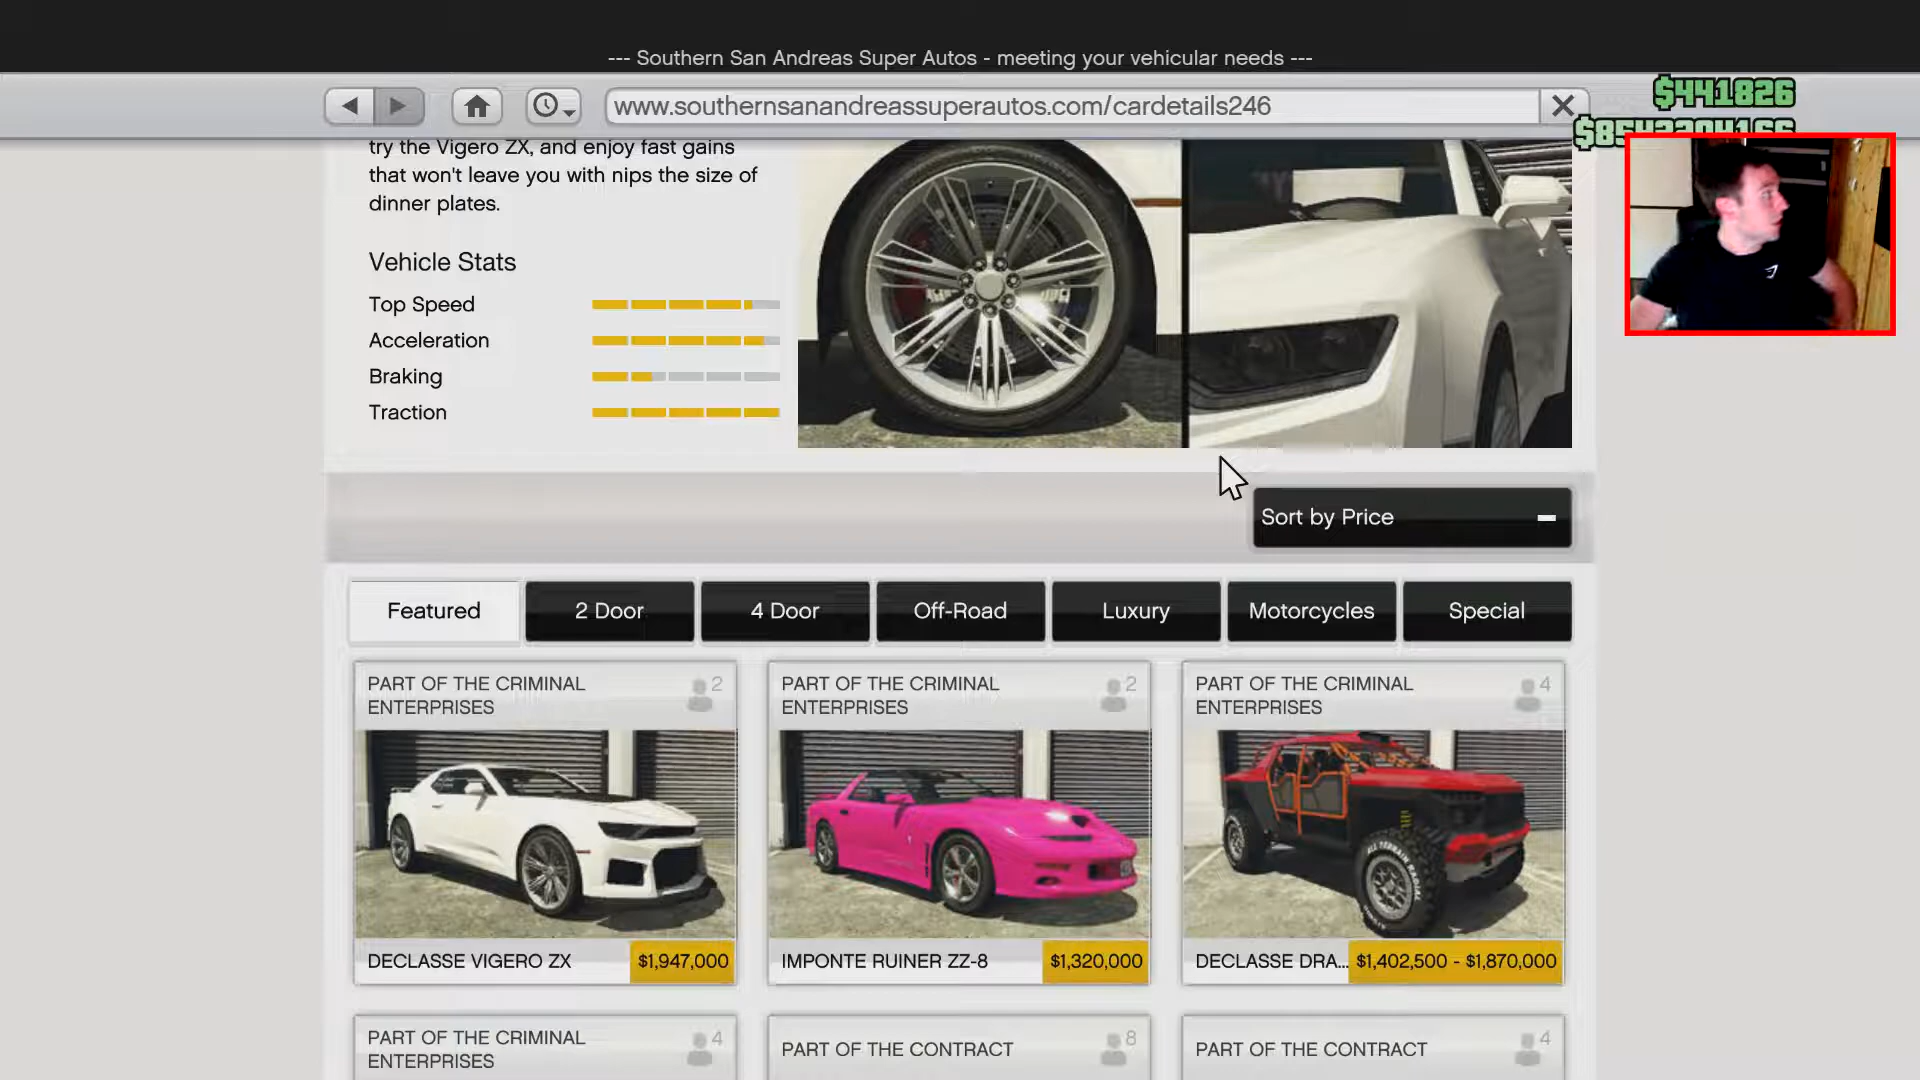 --- Southern San Andreas Super Autos - meeting your vehicular needs ---
www.southernsanandreassuperautos.com/cardetails246
$441826
try the Vigero ZX, and enjoy fast gains
that won't leave you with nips the size of
dinner plates.
Vehicle Stats
Top Speed
Acceleration
Braking
Traction
Sort by Price
Featured
2 Door
4 Door
Off-Road
Luxury
Motorcycles
Special
PART OF THE CRIMINAL
ENTERPRISES
2
PART OF THE CRIMINAL
ENTERPRISES
2
PART OF THE CRIMINAL
ENTERPRISES
4
DECLASSE VIGERO ZX
$1,947,000
IMPONTE RUINER ZZ-8
$1,320,000
DECLASSE DRA...
$1,402,500 - $1,870,000
PART OF THE CRIMINAL
ENTERPRISES
4
PART OF THE CONTRACT
8
PART OF THE CONTRACT
4